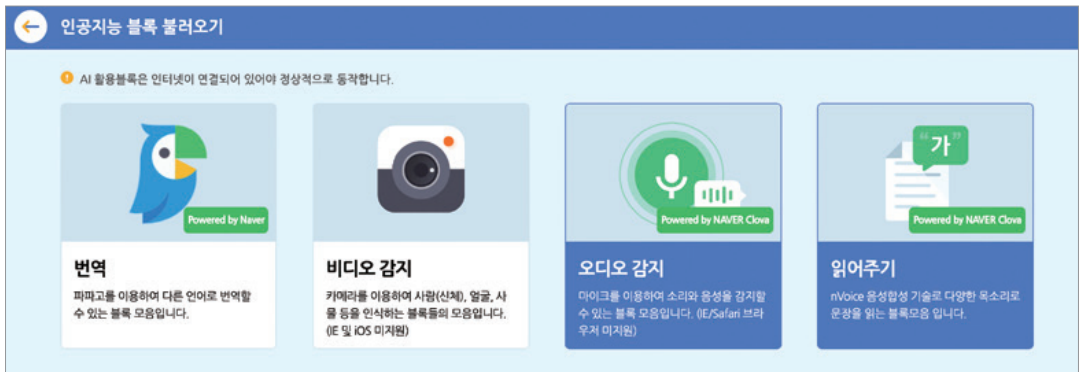 인공지능 블록 불러오기
AI 활용블록은 인터넷이 연결되어 있어야 정상적으로 동작합니다.
Powered by Naver
번역
파파고를 이용하여 다른 언어로 번역할
수 있는 블록 모음입니다.
비디오 감지
카메라를 이용하여 사람(신체), 얼굴, 사
물 등을 인식하는 블록들의 모음입니다.
(IE 및 iOS 미지원)
Powered by NAVER Clova
오디오 감지
마이크를 이용하여 소리와 음성을 감지할
수 있는 블록 모음입니다. (IE/Safari 브라
우저 미지원)
“가”
Powered by NAVER Clova
읽어주기
nVoice 음성합성 기술로 다양한 목소리로
문장을 읽는 블록모음 입니다.